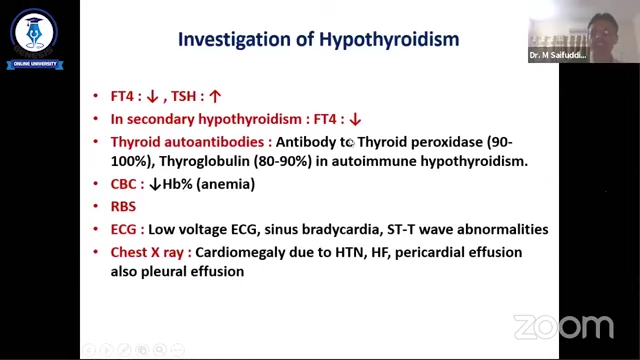 ONLINE UNIVERSITY
Investigation of Hypothyroidism
Dr. M Saifuddi...
• FT4 : ↓ , TSH : ↑
• In secondary hypothyroidism : FT4 : ↓
• Thyroid autoantibodies : Antibody to Thyroid peroxidase (90-
100%), Thyroglobulin (80-90%) in autoimmune hypothyroidism.
• CBC : ↓Hb% (anemia)
• RBS
• ECG : Low voltage ECG, sinus bradycardia, ST-T wave abnormalities
• Chest X ray : Cardiomegaly due to HTN, HF, pericardial effusion
also pleural effusion
zoom